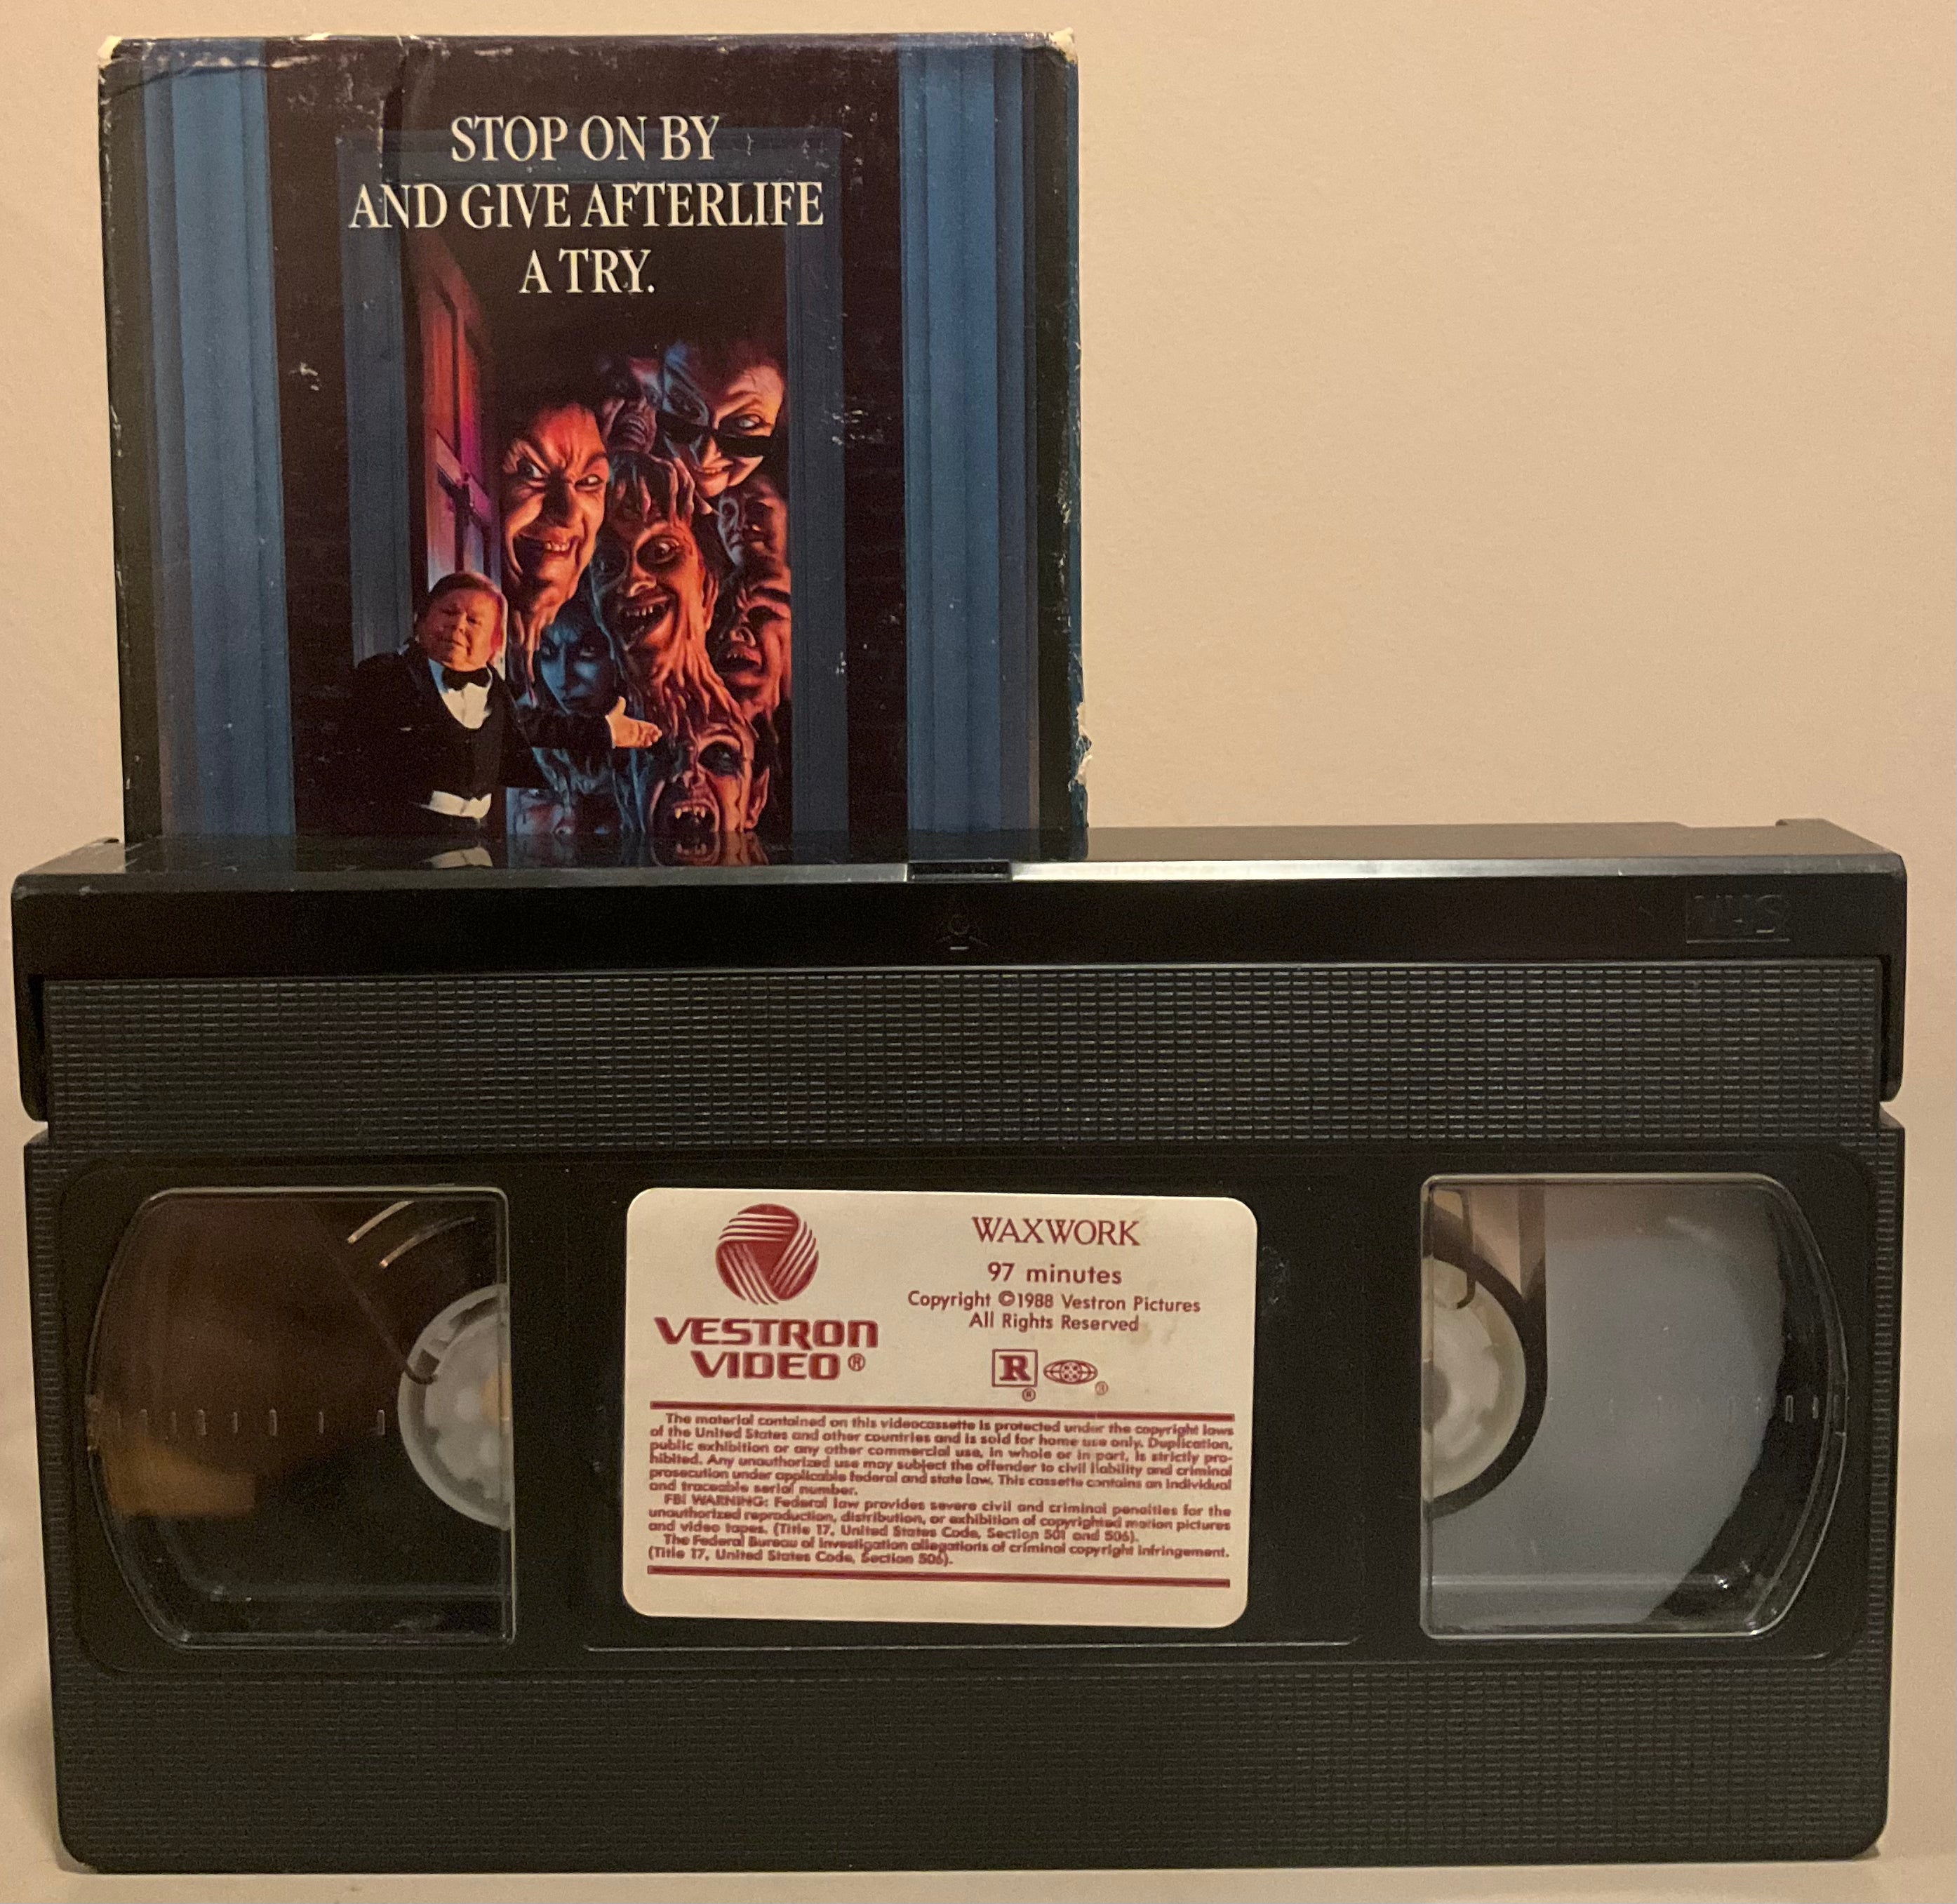 STOP ON BY
AND GIVE AFTERLIFE
A TRY.
VHS
VESTRON
VIDEO®
WAXWORK
97 minutes
Copyright ©1988 Vestron Pictures
All Rights Reserved
R
®
®
The material contained on this videocassette is protected under the copyright laws
of the United States and other countries and is sold for home use only. Duplication,
public exhibition or any other commercial use, in whole or in part, is strictly pro-
hibited. Any unauthorized use may subject the offender to civil liability and criminal
prosecution under applicable federal and state law. This cassette contains an individual
and traceable serial number.
FBI WARNING: Federal law provides severe civil and criminal penalties for the
unauthorized reproduction, distribution, or exhibition of copyrighted motion pictures
and video tapes. (Title 17, United States Code, Section 501 and 506).
The Federal Bureau of Investigation allegations of criminal copyright infringement.
(Title 17, United States Code, Section 506).